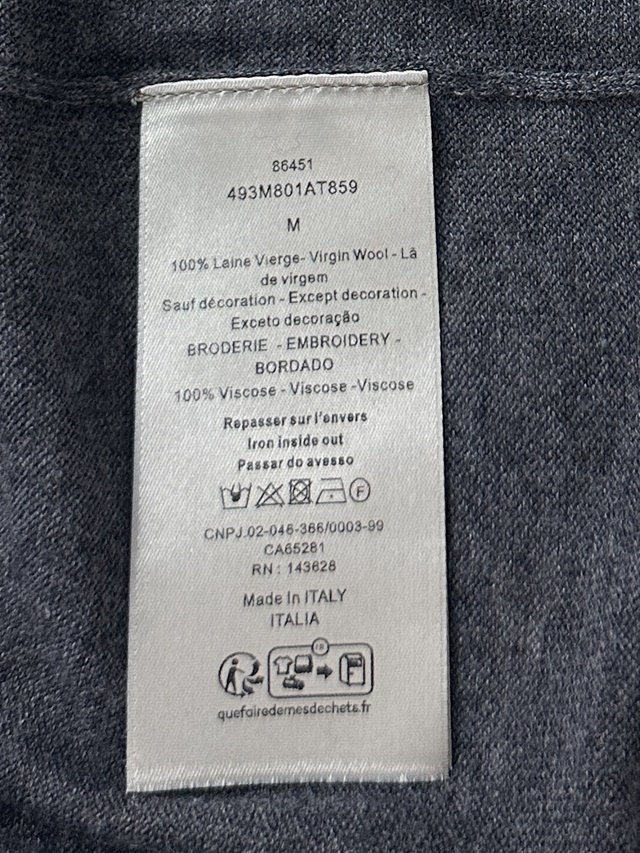 86451
493M801AT859
M
100% Laine Vierge- Virgin Wool - Lã
de virgem
Sauf décoration - Except decoration -
Exceto decoração
BRODERIE - EMBROIDERY -
BORDADO
100% Viscose - Viscose -Viscose
Repasser sur l'envers
Iron inside out
Passar do avesso
F
CNPJ.02-046-366/0003-99
CA65281
RN : 143628
Made In ITALY
ITALIA
FR
quefairedemesdechets.fr